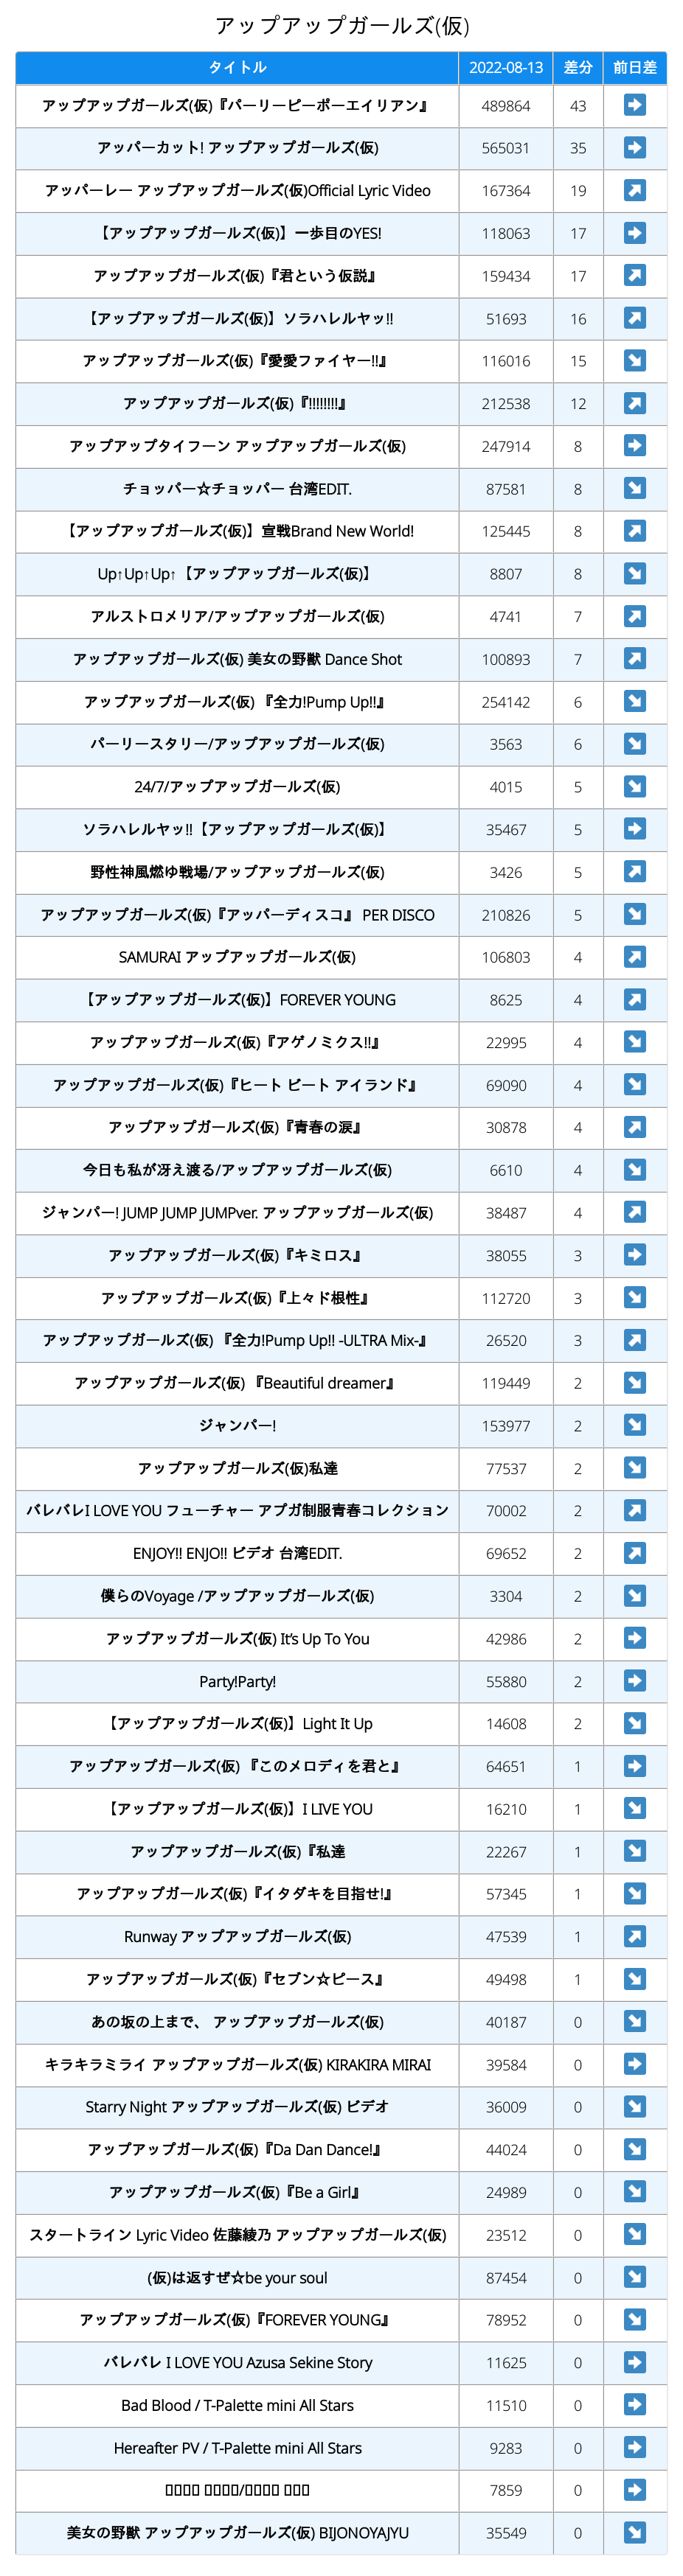 アップアップガールズ(仮)
タイトル 2022-08-13 差分 前日差
アップアップガールズ(仮)『パーリーピーポーエイリアン』 489864 43 ➡
アッパーカット! アップアップガールズ(仮) 565031 35 ➡
アッパーレー アップアップガールズ(仮)Official Lyric Video 167364 19 ↗
【アップアップガールズ(仮)】一歩目のYES! 118063 17 ➡
アップアップガールズ(仮)『君という仮説』 159434 17 ↗
【アップアップガールズ(仮)】ソラハレルヤッ!! 51693 16 ↗
アップアップガールズ(仮)『愛愛ファイヤー!!』 116016 15 ↘
アップアップガールズ(仮)『!!!!!!!!』 212538 12 ↗
アップアップタイフーン アップアップガールズ(仮) 247914 8 ➡
チョッパー☆チョッパー 台湾EDIT. 87581 8 ↘
【アップアップガールズ(仮)】宣戦Brand New World! 125445 8 ↗
Up↑Up↑Up↑【アップアップガールズ(仮)】 8807 8 ↘
アルストロメリア/アップアップガールズ(仮) 4741 7 ↗
アップアップガールズ(仮) 美女の野獣 Dance Shot 100893 7 ↗
アップアップガールズ(仮) 『全力!Pump Up!!』 254142 6 ↘
パーリースタリー/アップアップガールズ(仮) 3563 6 ↘
24/7/アップアップガールズ(仮) 4015 5 ↘
ソラハレルヤッ!!【アップアップガールズ(仮)】 35467 5 ➡
野性神風燃ゆ戦場/アップアップガールズ(仮) 3426 5 ↗
アップアップガールズ(仮)『アッパーディスコ』 PER DISCO 210826 5 ↘
SAMURAI アップアップガールズ(仮) 106803 4 ↗
【アップアップガールズ(仮)】FOREVER YOUNG 8625 4 ↗
アップアップガールズ(仮)『アゲノミクス!!』 22995 4 ↘
アップアップガールズ(仮)『ヒート ビート アイランド』 69090 4 ↘
アップアップガールズ(仮)『青春の涙』 30878 4 ↗
今日も私が冴え渡る/アップアップガールズ(仮) 6610 4 ↘
ジャンパー! JUMP JUMP JUMPver. アップアップガールズ(仮) 38487 4 ↗
アップアップガールズ(仮)『キミロス』 38055 3 ➡
アップアップガールズ(仮)『上々ド根性』 112720 3 ↘
アップアップガールズ(仮) 『全力!Pump Up!! -ULTRA Mix-』 26520 3 ↗
アップアップガールズ(仮) 『Beautiful dreamer』 119449 2 ↘
ジャンパー! 153977 2 ↘
アップアップガールズ(仮)私達 77537 2 ↘
バレバレI LOVE YOU フューチャー アプガ制服青春コレクション 70002 2 ↗
ENJOY!! ENJO!! ビデオ 台湾EDIT. 69652 2 ↗
僕らのVoyage /アップアップガールズ(仮) 3304 2 ↘
アップアップガールズ(仮) It’s Up To You 42986 2 ➡
Party!Party! 55880 2 ➡
【アップアップガールズ(仮)】Light It Up 14608 2 ↘
アップアップガールズ(仮) 『このメロディを君と』 64651 1 ➡
【アップアップガールズ(仮)】I LIVE YOU 16210 1 ↘
アップアップガールズ(仮)『私達 22267 1 ↘
アップアップガールズ(仮)『イタダキを目指せ!』 57345 1 ↘
Runway アップアップガールズ(仮) 47539 1 ↗
アップアップガールズ(仮)『セブン☆ピース』 49498 1 ↘
あの坂の上まで、 アップアップガールズ(仮) 40187 0 ↘
キラキラミライ アップアップガールズ(仮) KIRAKIRA MIRAI 39584 0 ➡
Starry Night アップアップガールズ(仮) ビデオ 36009 0 ↘
アップアップガールズ(仮)『Da Dan Dance!』 44024 0 ↘
アップアップガールズ(仮)『Be a Girl』 24989 0 ↘
スタートライン Lyric Video 佐藤綾乃 アップアップガールズ(仮) 23512 0 ↘
(仮)は返すぜ☆be your soul 87454 0 ↘
アップアップガールズ(仮)『FOREVER YOUNG』 78952 0 ↘
バレバレ I LOVE YOU Azusa Sekine Story 11625 0 ➡
Bad Blood / T-Palette mini All Stars 11510 0 ➡
Hereafter PV / T-Palette mini All Stars 9283 0 ➡
/ 7859 0 ➡
美女の野獣 アップアップガールズ(仮) BIJONOYAJYU 35549 0 ↘